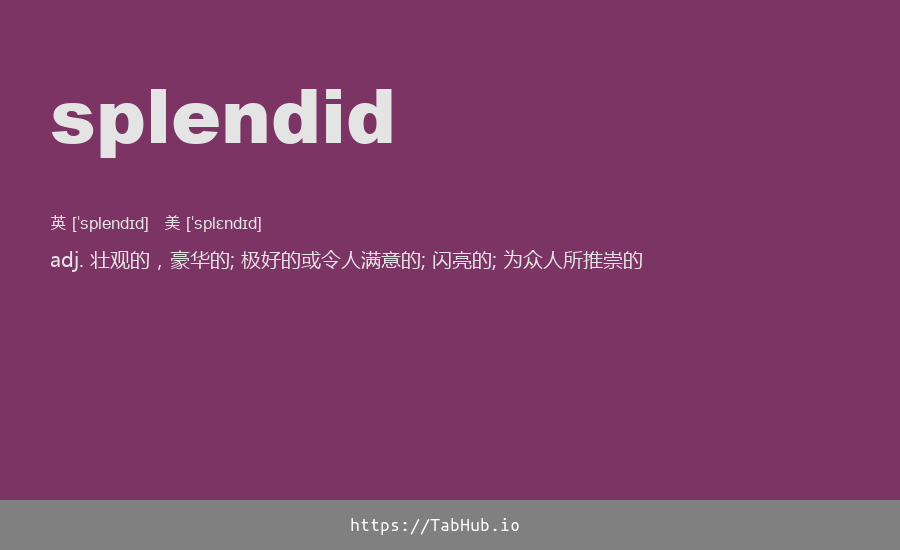 splendid
英 [ˈsplendɪd] 美 [ˈsplɛndɪd]
adj. 壮观的，豪华的; 极好的或令人满意的; 闪亮的; 为众人所推崇的
https://TabHub.io